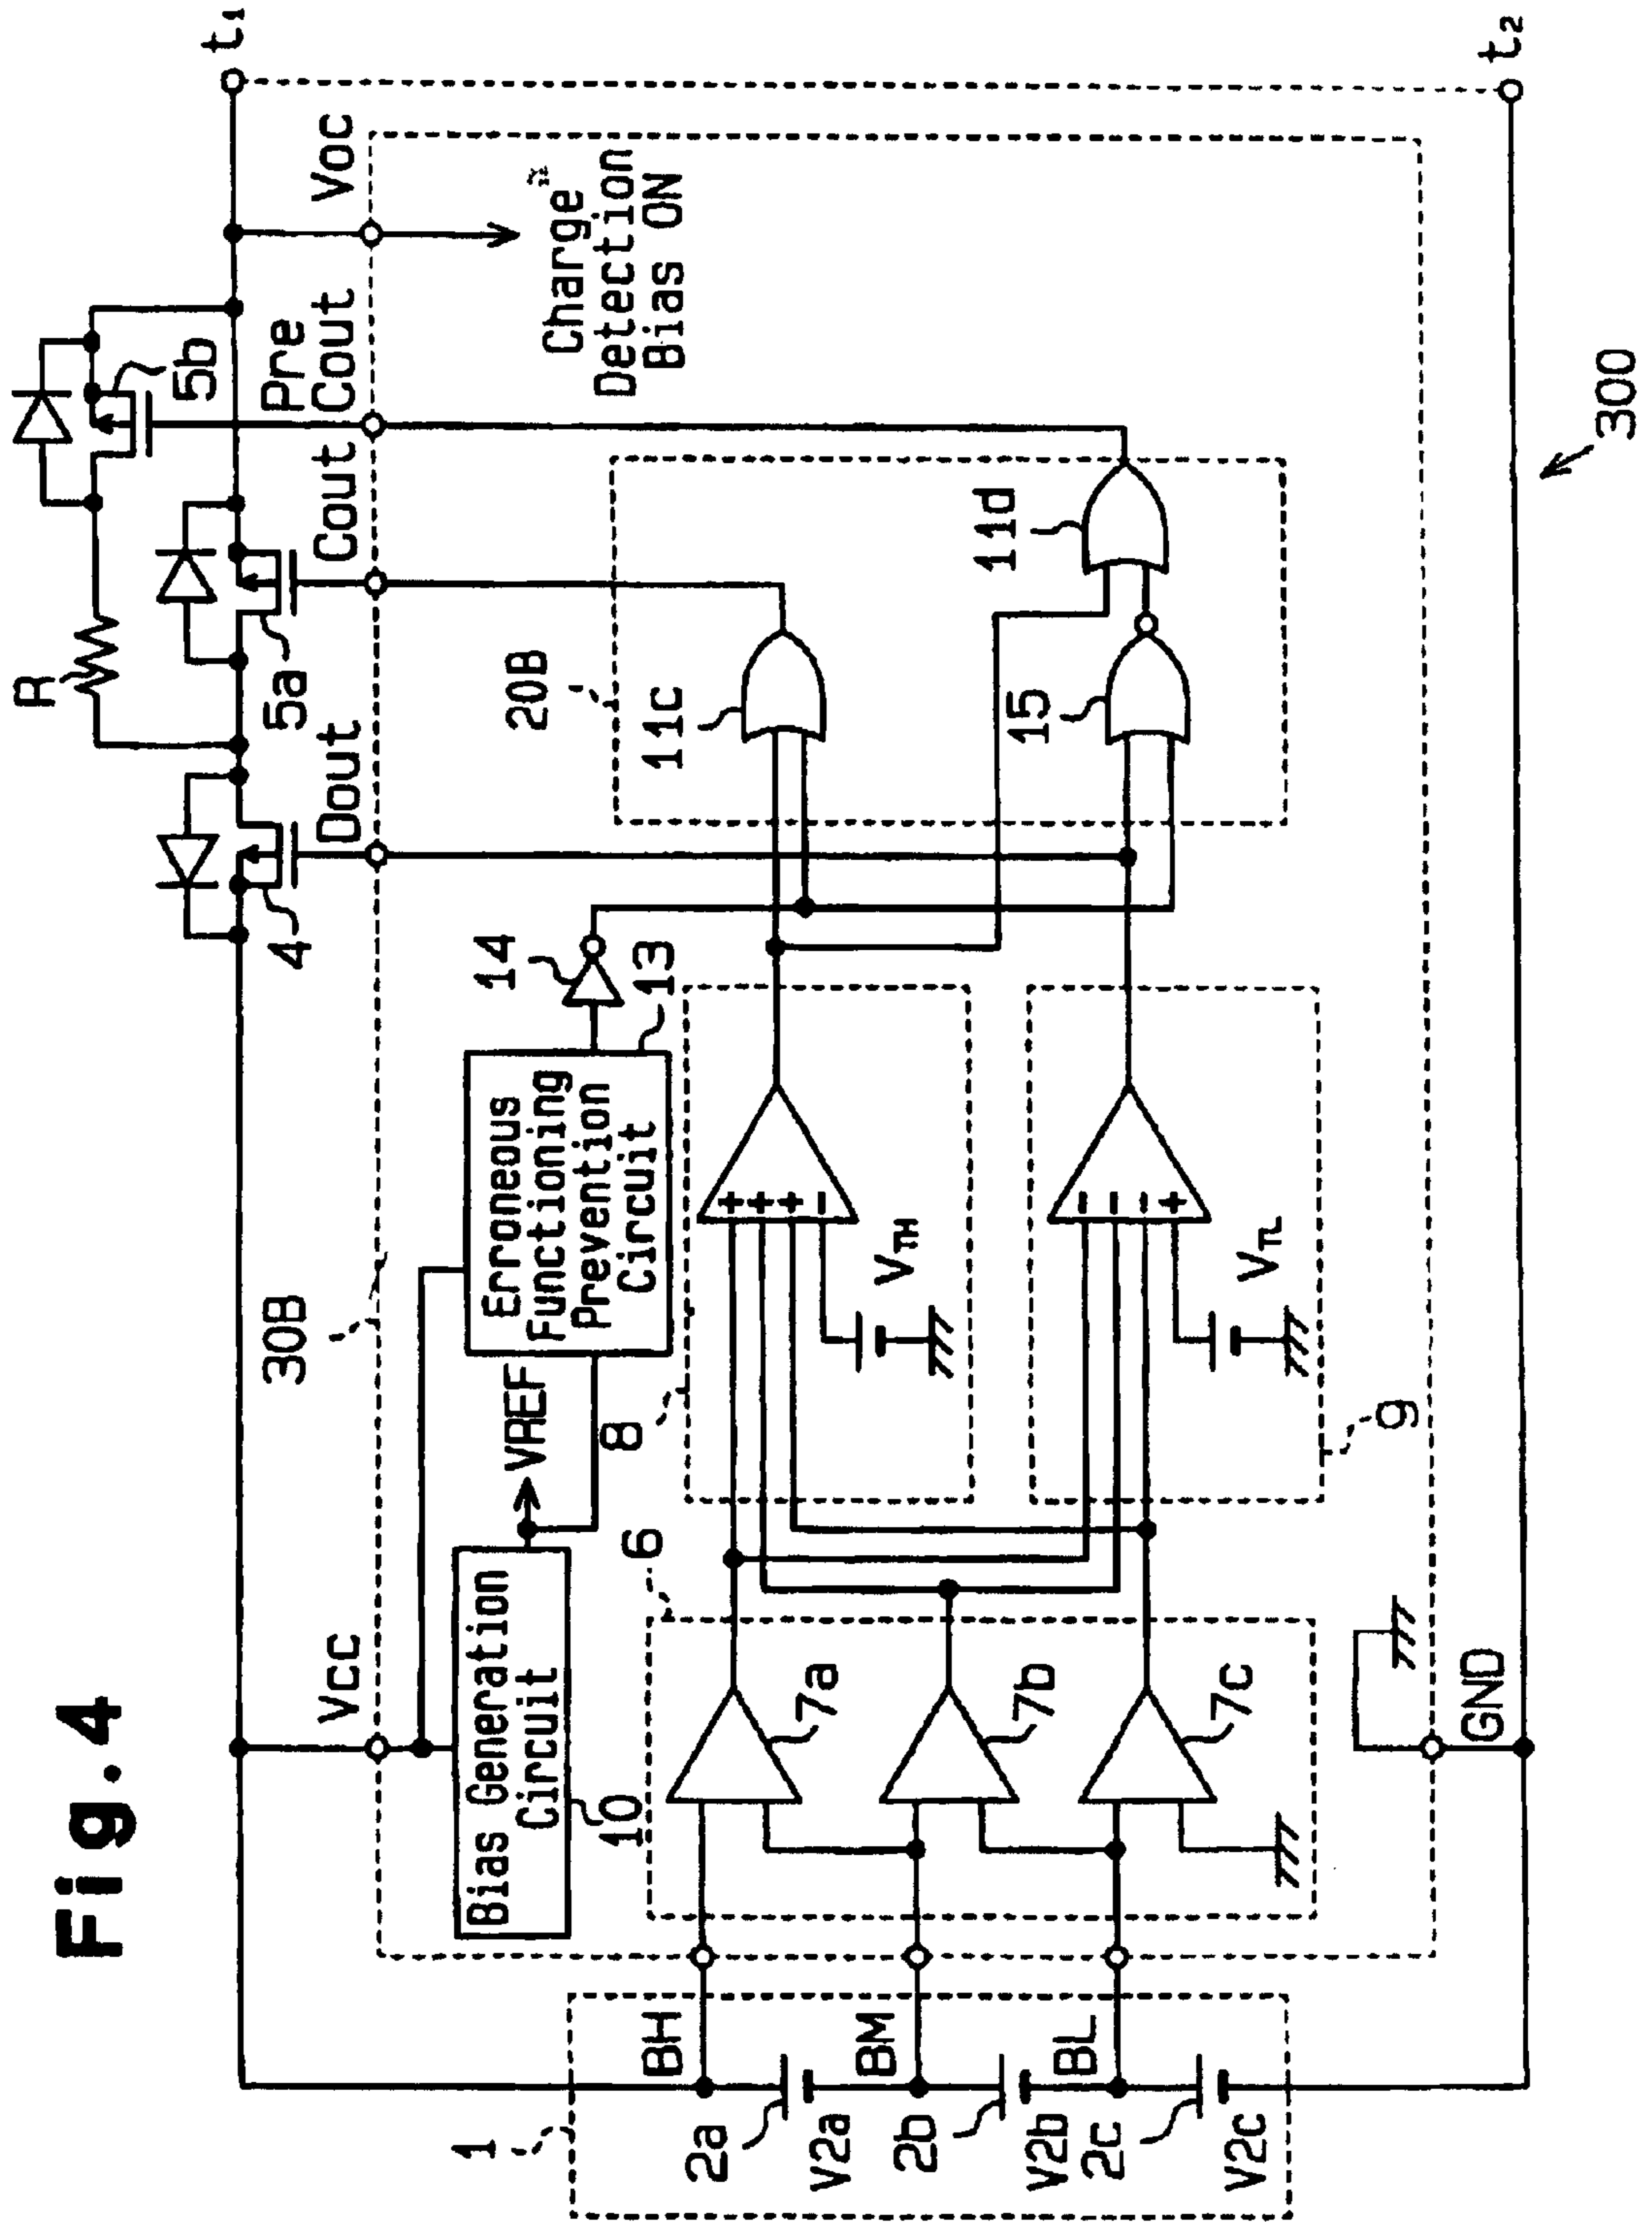 Fig.4
t1
t2
R
5b
5a
4
Vcc
Dout
Cout
Pre
Cout
Voc
Charge
Detection
Bias ON
30B
20B
Bias Generation
Circuit
10
VREF
Erroneous
Functioning
Prevention
Circuit
13
14
11c
11d
15
6
7a
7b
7c
8
+
+
+
-
VTH
9
-
-
-
+
VTL
1
BH
2a
V2a
BM
2b
V2b
BL
2c
V2c
GND
300